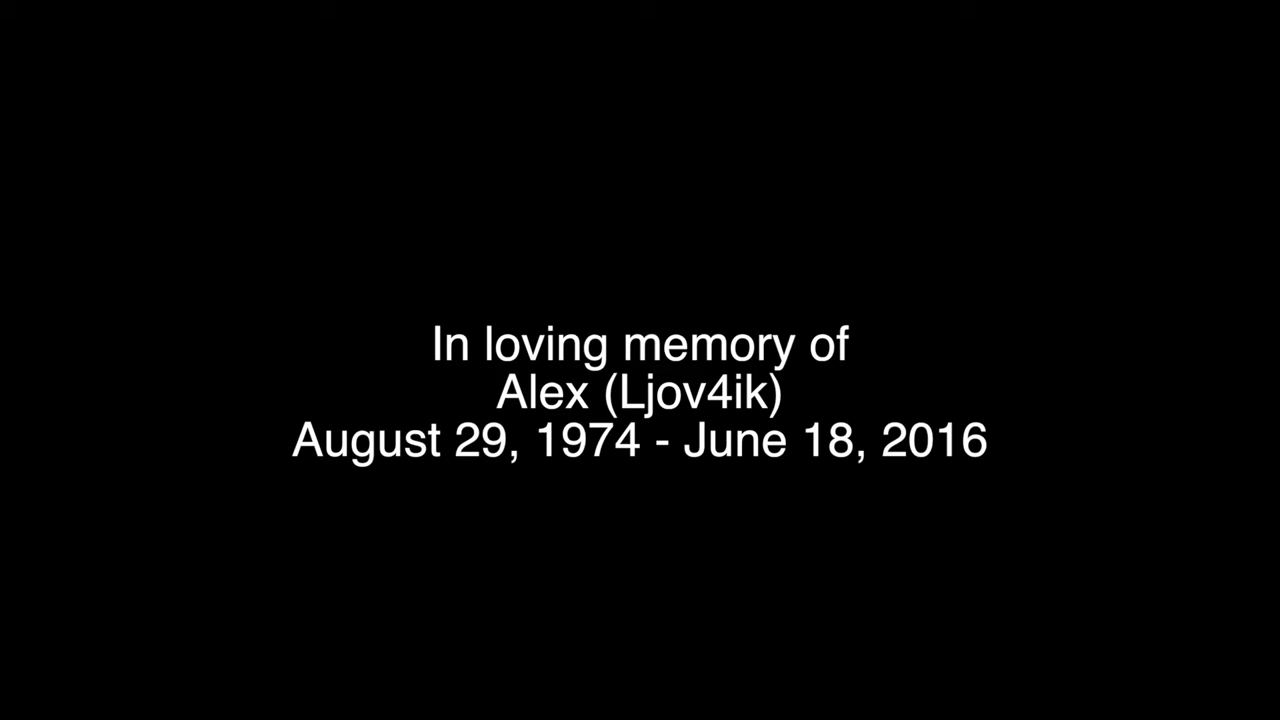 In loving memory of
Alex (Ljov4ik)
August 29, 1974 - June 18, 2016